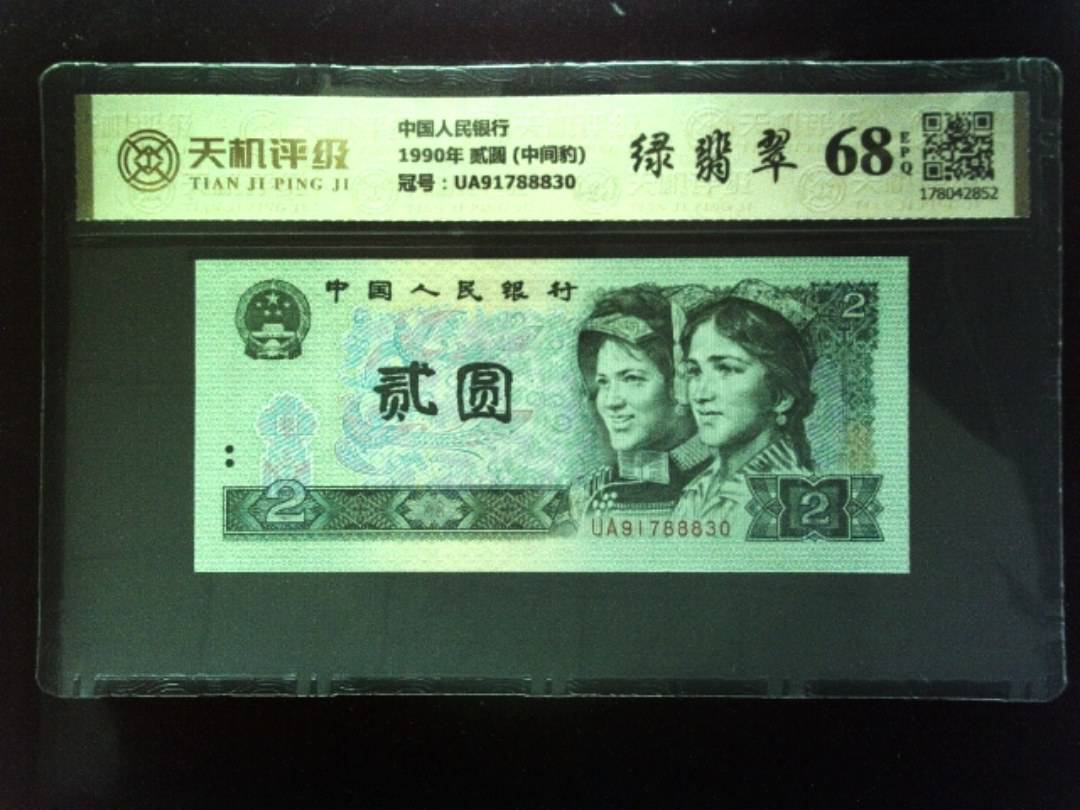 天机评级
TIAN JI PING JI
中国人民银行
1990年 贰圆 (中间豹)
冠号：UA91788830
绿翡翠
68
EPQ
178042852
中国人民银行
2
贰圆
2
UA91788830
2